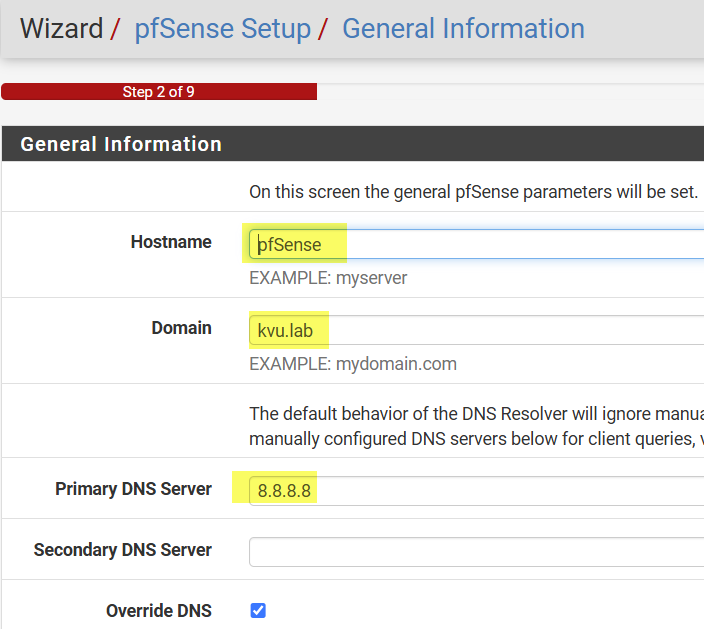 Wizard / pfSense Setup / General Information
Step 2 of 9
General Information
On this screen the general pfSense parameters will be set.
Hostname
pfSense
EXAMPLE: myserver
Domain
kvu.lab
EXAMPLE: mydomain.com
The default behavior of the DNS Resolver will ignore manua
manually configured DNS servers below for client queries, v
Primary DNS Server
8.8.8.8
Secondary DNS Server
Override DNS